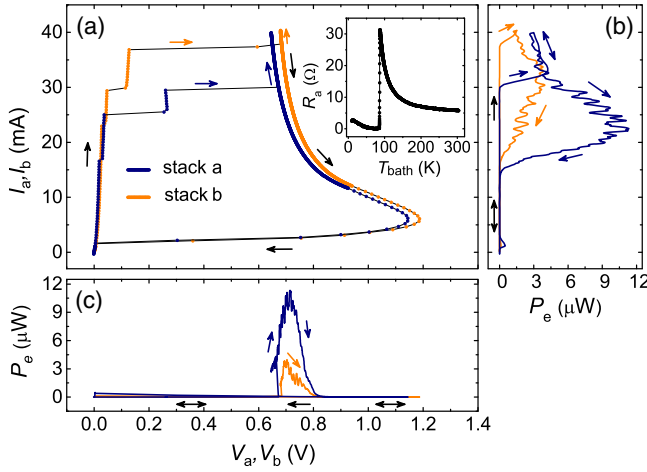 (a)
I_a, I_b (mA)
40
30
20
10
0
stack a
stack b
R_a (Ω)
30
20
10
0
0 100 200 300
T_bath (K)
(b)
0 3 6 9 12
P_e (μW)
(c)
P_e (μW)
9
6
3
0
0.0 0.2 0.4 0.6 0.8 1.0 1.2 1.4
V_a, V_b (V)